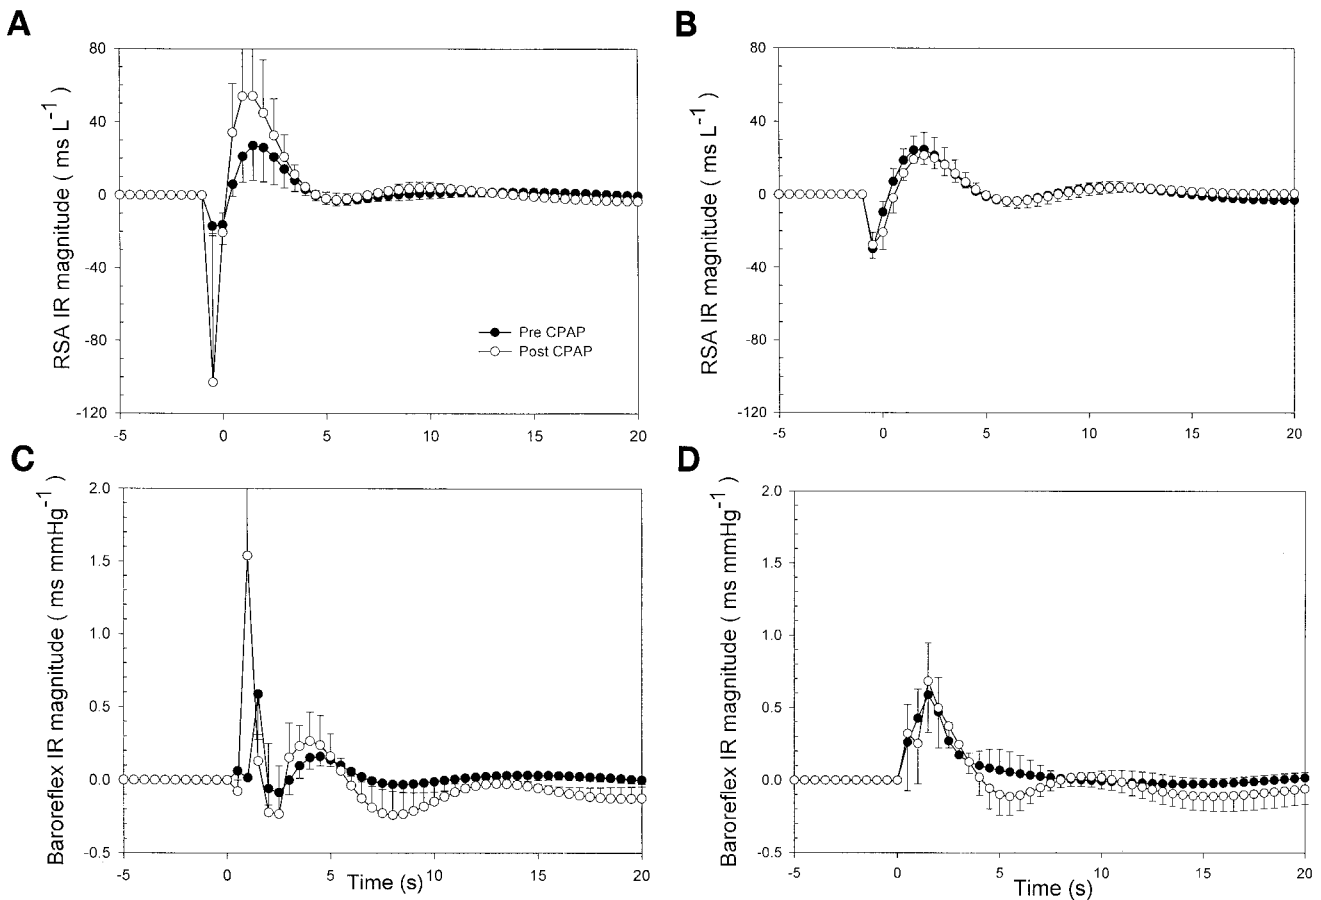 A
B
80
40
0
-40
-80
-120
RSA IR magnitude ( ms L-1 )
Pre CPAP
Post CPAP
-5 0 5 10 15 20
80
40
0
-40
-80
-120
RSA IR magnitude ( ms L-1 )
-5 0 5 10 15 20
C
D
2.0
1.5
1.0
0.5
0.0
-0.5
Baroreflex IR magnitude ( ms mmHg-1 )
-5 0 5 10 15 20
Time (s)
2.0
1.5
1.0
0.5
0.0
-0.5
Baroreflex IR magnitude ( ms mmHg-1 )
-5 0 5 10 15 20
Time (s)